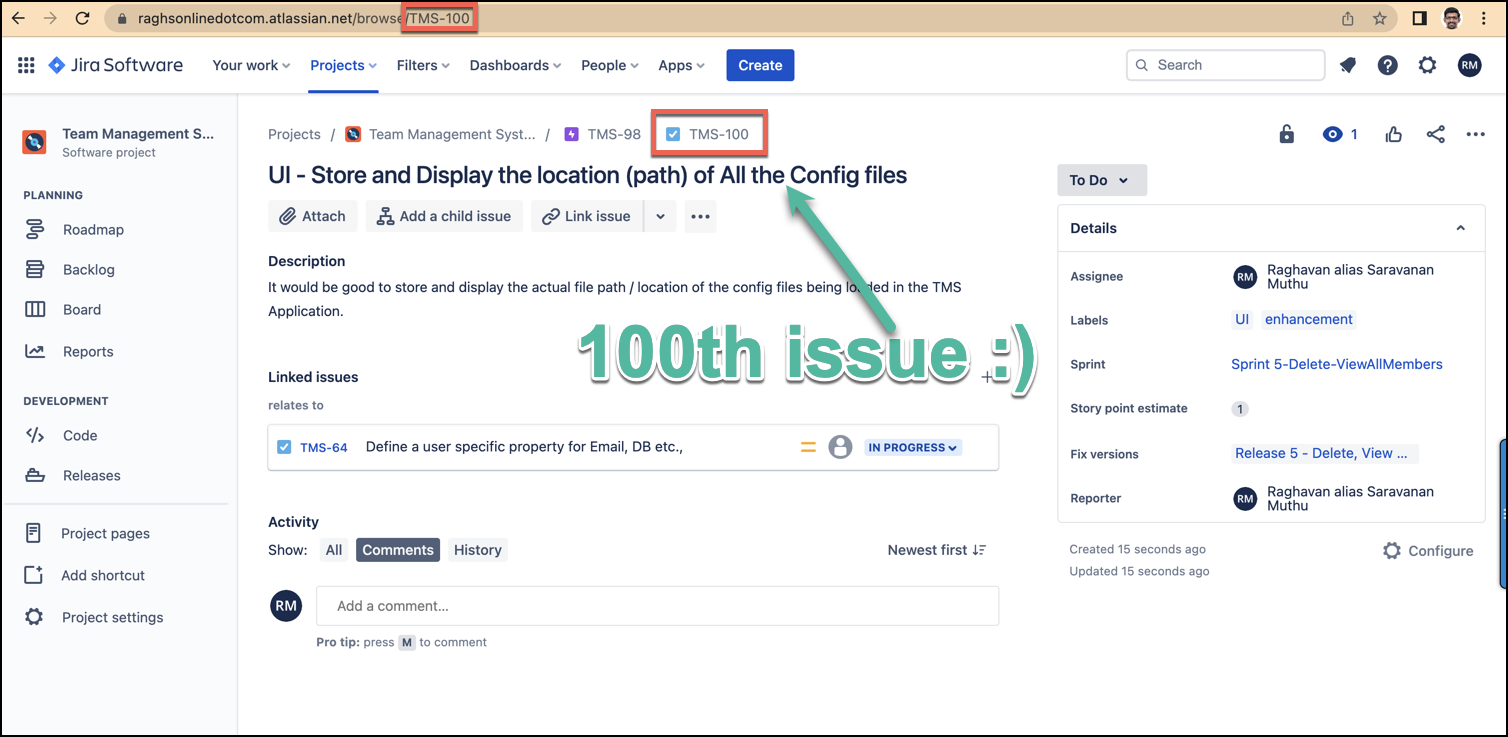 raghsonlinedotcom.atlassian.net/browse/TMS-100
Jira Software Your work Projects Filters Dashboards People Apps Create Search RM
Team Management S...
Software project
PLANNING
Roadmap
Backlog
Board
Reports
DEVELOPMENT
Code
Releases
Project pages
Add shortcut
Project settings
Projects / Team Management Syst... / TMS-98 TMS-100
1
UI - Store and Display the location (path) of All the Config files
Attach Add a child issue Link issue
Description
It would be good to store and display the actual file path / location of the config files being loaded in the TMS
Application.
100th issue :)
Linked issues
relates to
TMS-64 Define a user specific property for Email, DB etc., IN PROGRESS
Activity
Show: All Comments History Newest first
RM Add a comment...
Pro tip: press M to comment
To Do
Details
Assignee RM Raghavan alias Saravanan
Muthu
Labels UI enhancement
Sprint Sprint 5-Delete-ViewAllMembers
Story point estimate 1
Fix versions Release 5 - Delete, View ...
Reporter RM Raghavan alias Saravanan
Muthu
Created 15 seconds ago
Updated 15 seconds ago
Configure